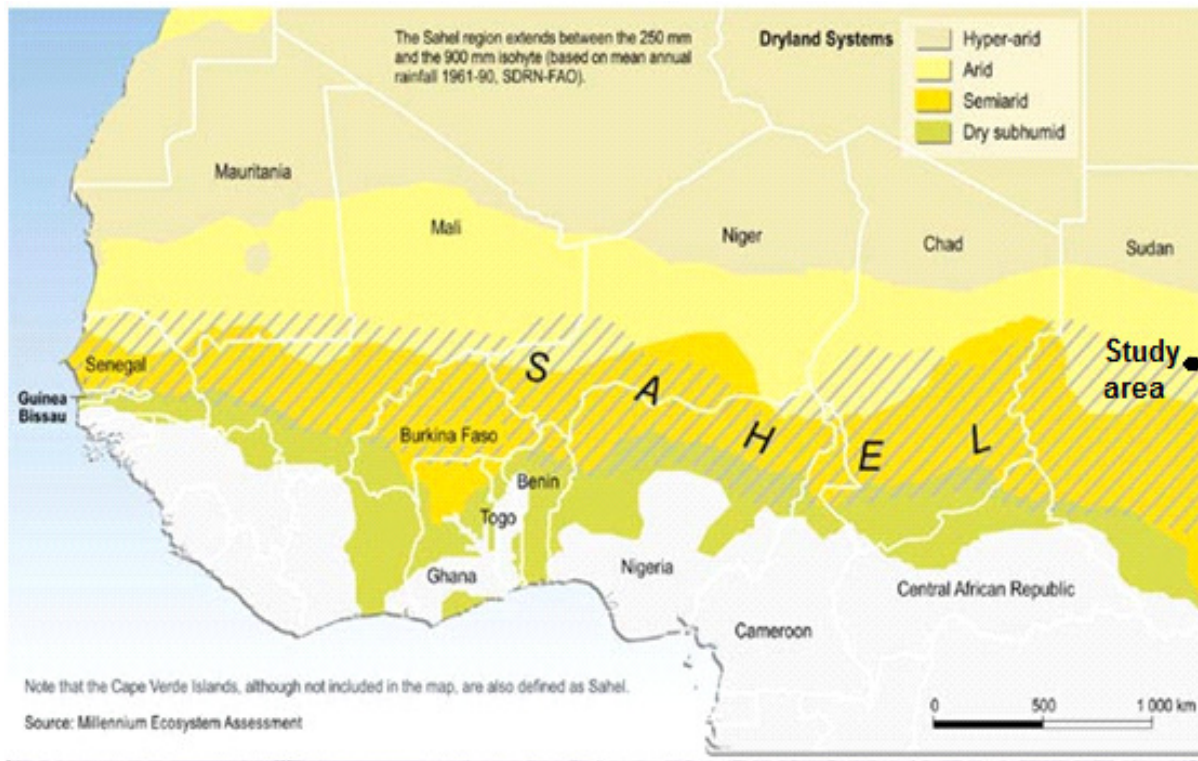 The Sahel region extends between the 250 mm
and the 900 mm isohyte (based on mean annual
rainfall 1961-90, SDRN-FAO).
Dryland Systems
Hyper-arid
Arid
Semiarid
Dry subhumid
Mauritania
Mali
Niger
Chad
Sudan
Study
area
Senegal
Guinea
Bissau
S A H E L
Burkina Faso
Benin
Togo
Ghana
Nigeria
Central African Republic
Cameroon
Note that the Cape Verde Islands, although not included in the map, are also defined as Sahel.
Source: Millennium Ecosystem Assessment
0 500 1 000 km